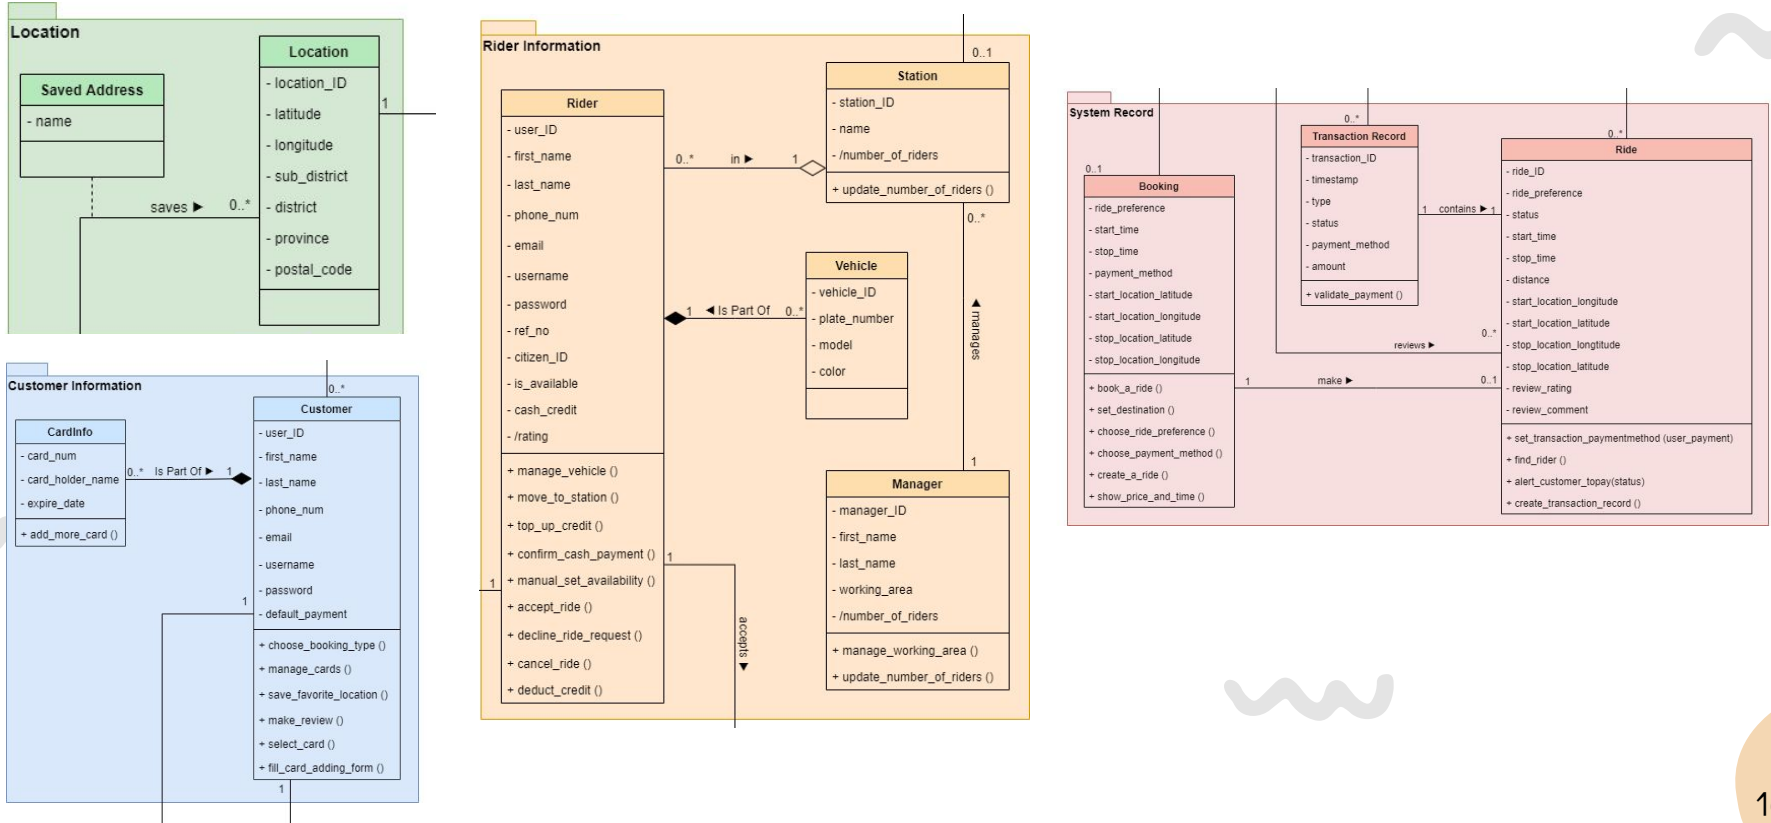 Location
Location
- location_ID
- latitude
- longitude
- sub_district
- district
- province
- postal_code
1
Saved Address
- name
saves ►
0..*
Customer Information
0..*
Customer
- user_ID
- first_name
- last_name
- phone_num
- email
- username
- password
- default_payment
+ choose_booking_type ()
+ manage_cards ()
+ save_favorite_location ()
+ make_review ()
+ select_card ()
+ fill_card_adding_form ()
1
1
CardInfo
- card_num
- card_holder_name
- expire_date
+ add_more_card ()
0..* Is Part Of ► 1
Rider Information
Rider
- user_ID
- first_name
- last_name
- phone_num
- email
- username
- password
- ref_no
- citizen_ID
- is_available
- cash_credit
- /rating
+ manage_vehicle ()
+ move_to_station ()
+ top_up_credit ()
+ confirm_cash_payment ()
+ manual_set_availability ()
+ accept_ride ()
+ decline_ride_request ()
+ cancel_ride ()
+ deduct_credit ()
1
1
accepts ►
0..* in ► 1
0..1
Station
- station_ID
- name
- /number_of_riders
+ update_number_of_riders ()
0..*
◄ manages
1
1 ◄ Is Part Of 0..*
Vehicle
- vehicle_ID
- plate_number
- model
- color
Manager
- manager_ID
- first_name
- last_name
- working_area
- /number_of_riders
+ manage_working_area ()
+ update_number_of_riders ()
System Record
0..1
Booking
- ride_preference
- start_time
- stop_time
- payment_method
- start_location_latitude
- start_location_longitude
- stop_location_latitude
- stop_location_longitude
+ book_a_ride ()
+ set_destination ()
+ choose_ride_preference ()
+ choose_payment_method ()
+ create_a_ride ()
+ show_price_and_time ()
0..*
Transaction Record
- transaction_ID
- timestamp
- type
- status
- payment_method
- amount
+ validate_payment ()
1 contains ► 1
reviews ► 0..*
1 make ► 0..1
0..*
Ride
- ride_ID
- ride_preference
- status
- start_time
- stop_time
- distance
- start_location_longitude
- start_location_latitude
- stop_location_longtitude
- stop_location_latitude
- review_rating
- review_comment
+ set_transaction_paymentmethod (user_payment)
+ find_rider ()
+ alert_customer_topay(status)
+ create_transaction_record ()